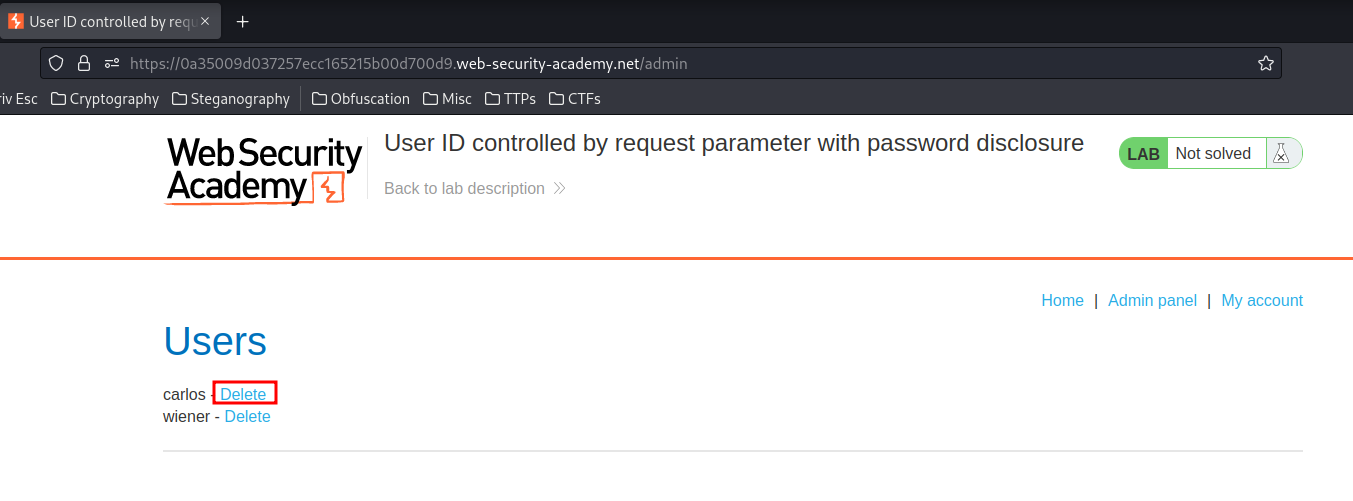 User ID controlled by requ
https://0a35009d037257ecc165215b00d700d9.web-security-academy.net/admin
riv Esc Cryptography Steganography Obfuscation Misc TTPs CTFs
Web Security
Academy
User ID controlled by request parameter with password disclosure
LAB Not solved
Back to lab description
Home | Admin panel | My account
Users
carlos - Delete
wiener - Delete